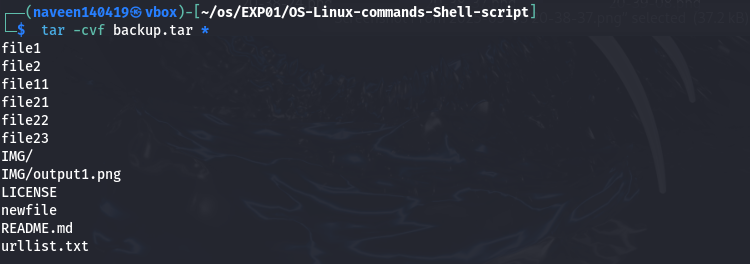 ┌──(naveen140419㉿vbox)-[~/os/EXP01/OS-Linux-commands-Shell-script]
└─$ tar -cvf backup.tar *
file1
file2
file11
file21
file22
file23
IMG/
IMG/output1.png
LICENSE
newfile
README.md
urllist.txt